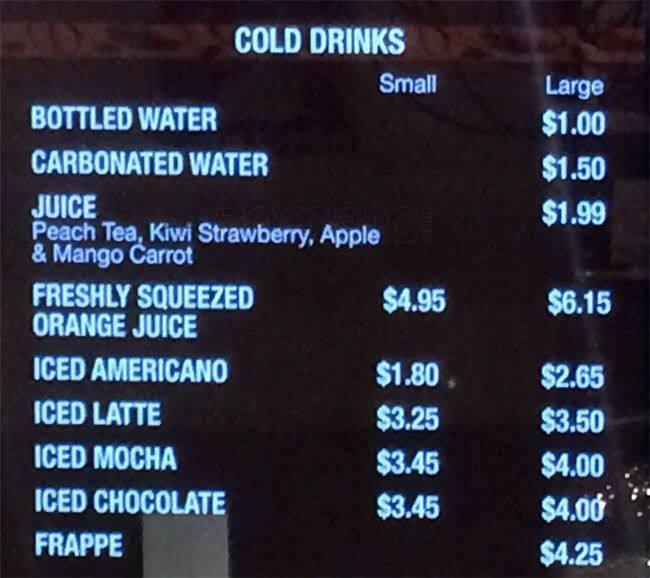 COLD DRINKS
Small Large
BOTTLED WATER $1.00
CARBONATED WATER $1.50
JUICE $1.99
Peach Tea, Kiwi Strawberry, Apple
& Mango Carrot
zomato
FRESHLY SQUEEZED $4.95 $6.15
ORANGE JUICE
ICED AMERICANO $1.80 $2.65
ICED LATTE $3.25 $3.50
ICED MOCHA $3.45 $4.00
ICED CHOCOLATE $3.45 $4.00
FRAPPE $4.25